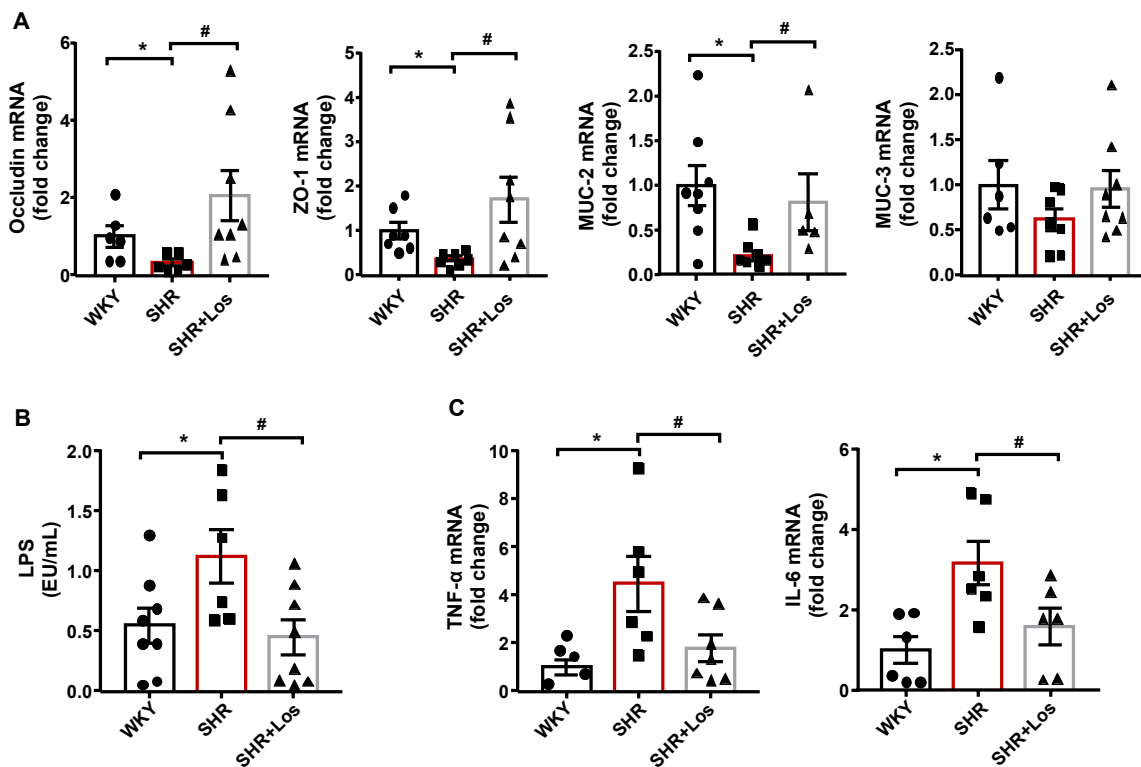 A
Occludin mRNA
(fold change)
6
4
2
0
*
#
WKY
SHR
SHR+Los
ZO-1 mRNA
(fold change)
5
4
3
2
1
0
*
#
WKY
SHR
SHR+Los
MUC-2 mRNA
(fold change)
2.5
2.0
1.5
1.0
0.5
0.0
*
#
WKY
SHR
SHR+Los
MUC-3 mRNA
(fold change)
2.5
2.0
1.5
1.0
0.5
0.0
WKY
SHR
SHR+Los
B
LPS
(EU/mL)
2.0
1.5
1.0
0.5
0.0
*
#
WKY
SHR
SHR+Los
C
TNF-α mRNA
(fold change)
10
8
6
4
2
0
*
#
WKY
SHR
SHR+Los
IL-6 mRNA
(fold change)
6
4
2
0
*
#
WKY
SHR
SHR+Los